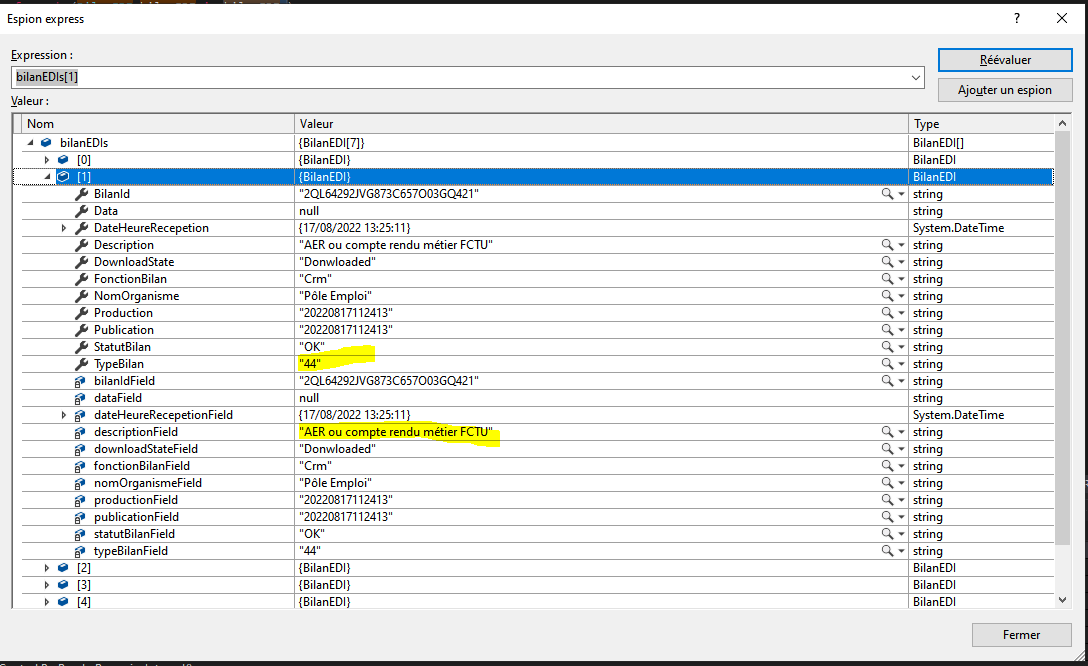 Espion express ?
Expression :
Réévaluer
bilanEDIs[1]
Ajouter un espion
Valeur :
Nom Valeur Type
bilanEDIs {BilanEDI[7]} BilanEDI[]
[0] {BilanEDI} BilanEDI
[1] {BilanEDI} BilanEDI
BilanId "2QL64292JVG873C657O03GQ421" string
Data null string
DateHeureRecepetion {17/08/2022 13:25:11} System.DateTime
Description "AER ou compte rendu métier FCTU" string
DownloadState "Donwloaded" string
FonctionBilan "Crm" string
NomOrganisme "Pôle Emploi" string
Production "20220817112413" string
Publication "20220817112413" string
StatutBilan "OK" string
TypeBilan "44" string
bilanIdField "2QL64292JVG873C657O03GQ421" string
dataField null string
dateHeureRecepetionField {17/08/2022 13:25:11} System.DateTime
descriptionField "AER ou compte rendu métier FCTU" string
downloadStateField "Donwloaded" string
fonctionBilanField "Crm" string
nomOrganismeField "Pôle Emploi" string
productionField "20220817112413" string
publicationField "20220817112413" string
statutBilanField "OK" string
typeBilanField "44" string
[2] {BilanEDI} BilanEDI
[3] {BilanEDI} BilanEDI
[4] {BilanEDI} BilanEDI
Fermer